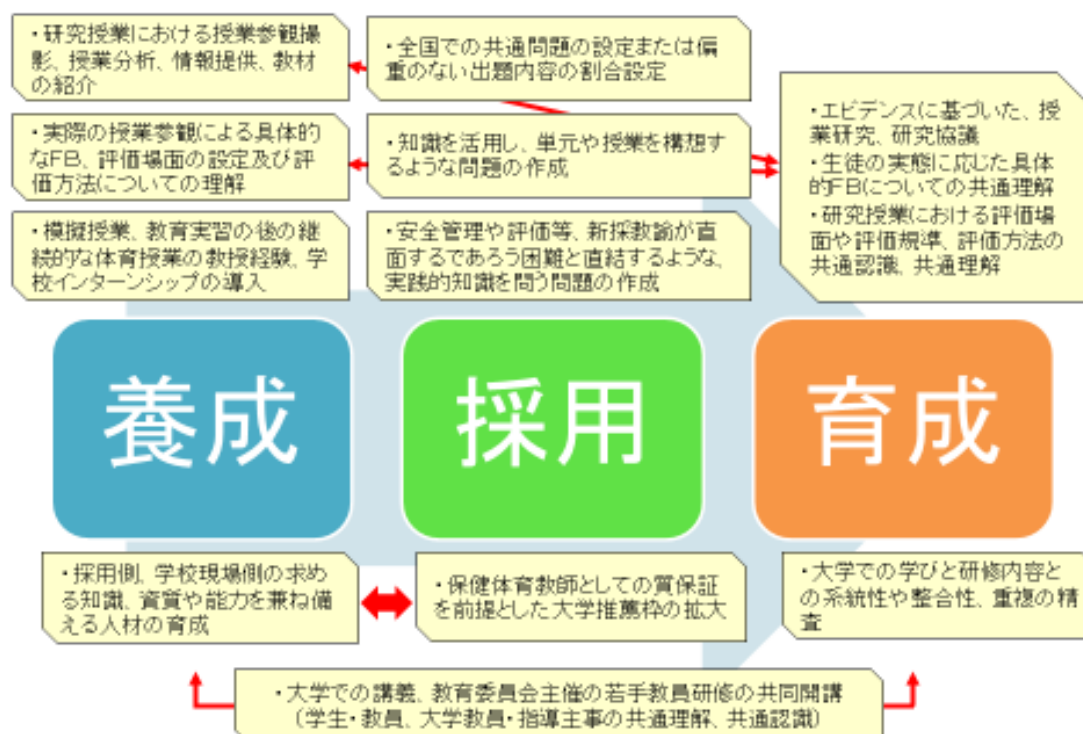 ・研究授業における授業参観撮
影、授業分析、情報提供、教材
の紹介
・実際の授業参観による具体的
なFB、評価場面の設定及び評
価方法についての理解
・模擬授業、教育実習の後の継
続的な体育授業の教授経験、学
校インターンシップの導入
・全国での共通問題の設定または偏
重のない出題内容の割合設定
・知識を活用し、単元や授業を構想す
るような問題の作成
・安全管理や評価等、新採教諭が直
面するであろう困難と直結するような、
実践的知識を問う問題の作成
・エビデンスに基づいた、授
業研究、研究協議
・生徒の実態に応じた具体
的FBについての共通理解
・研究授業における評価場
面や評価規準、評価方法の
共通認識、共通理解
養成
採用
育成
・採用側、学校現場側の求め
る知識、資質や能力を兼ね備
える人材の育成
・保健体育教師としての質保証
を前提とした大学推薦枠の拡大
・大学での学びと研修内容と
の系統性や整合性、重複の精
査
・大学での講義、教育委員会主催の若手教員研修の共同開講
（学生・教員、大学教員・指導主事の共通理解、共通認識）